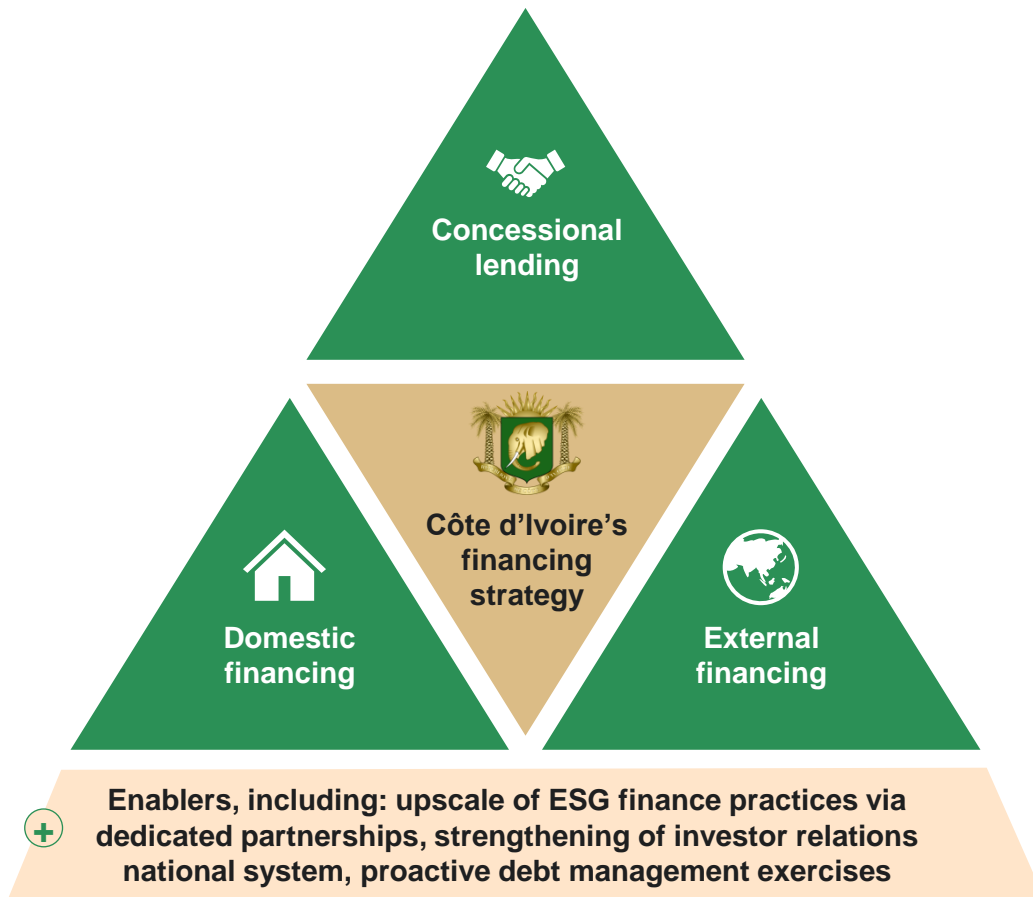 Concessional
lending
Côte d’Ivoire’s
financing
strategy
Domestic
financing
External
financing
+
Enablers, including: upscale of ESG finance practices via
dedicated partnerships, strengthening of investor relations
national system, proactive debt management exercises